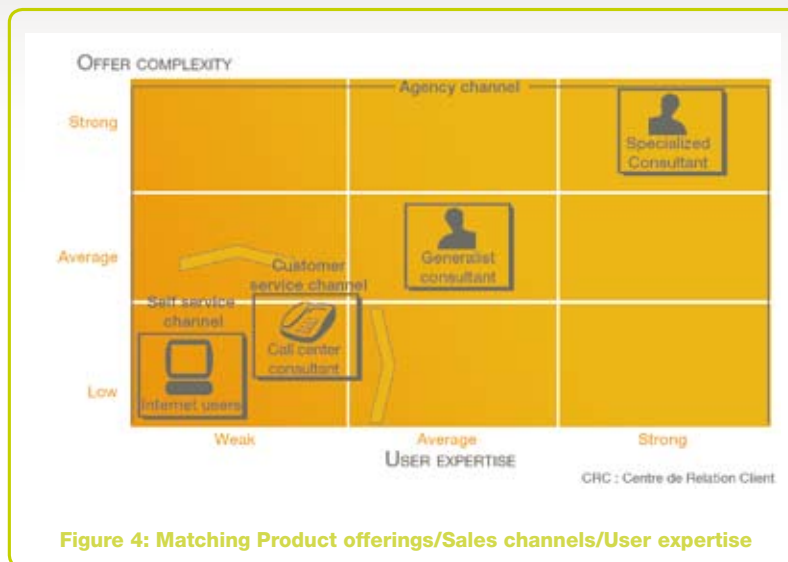 OFFER COMPLEXITY
Agency channel
Strong
Specialized
Consultant
Average
Generalist
consultant
Customer
service channel
Self service
channel
Call center
consultant
Low
Internet users
Weak
Average
Strong
USER EXPERTISE
CRC : Centre de Relation Client
Figure 4: Matching Product offerings/Sales channels/User expertise